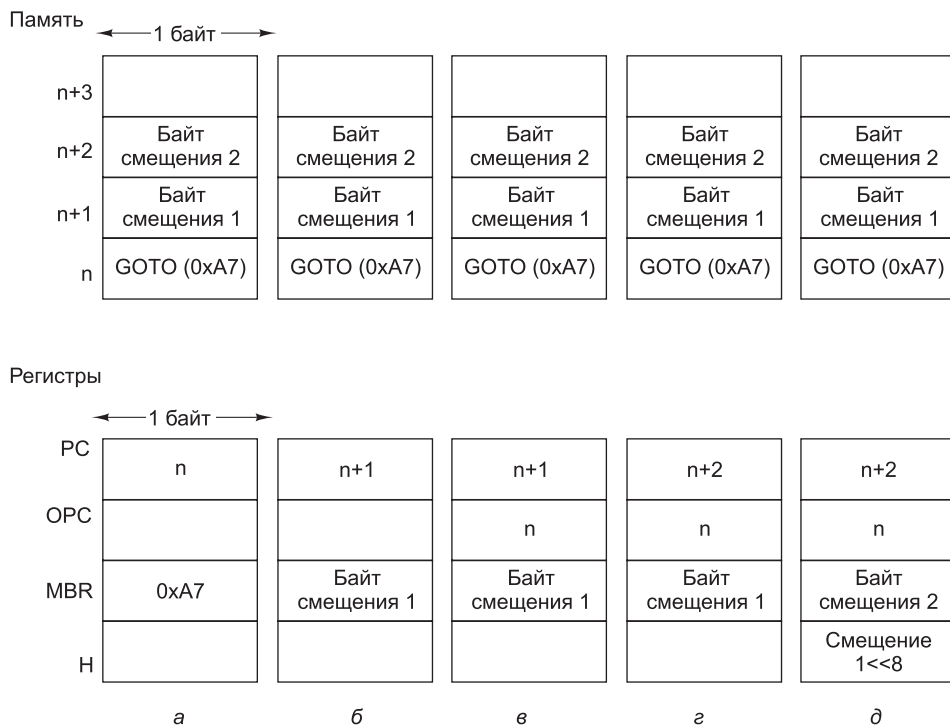 Память
1 байт
n+3
n+2
Байт
смещения 2
Байт
смещения 2
Байт
смещения 2
Байт
смещения 2
Байт
смещения 2
n+1
Байт
смещения 1
Байт
смещения 1
Байт
смещения 1
Байт
смещения 1
Байт
смещения 1
n
GOTO (0xA7)
GOTO (0xA7)
GOTO (0xA7)
GOTO (0xA7)
GOTO (0xA7)
Регистры
1 байт
PC
n
n+1
n+1
n+2
n+2
OPC
n
n
n
MBR
0xA7
Байт
смещения 1
Байт
смещения 1
Байт
смещения 1
Байт
смещения 2
H
Смещение
1<<8
а
б
в
г
д